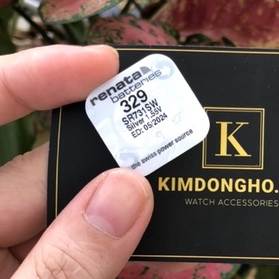 renata
batteries
329
SR731SW
Silver 1.55V
ED: 05/2024
the swiss power source
K
KIMDONGHO.
WATCH ACCESSORIES